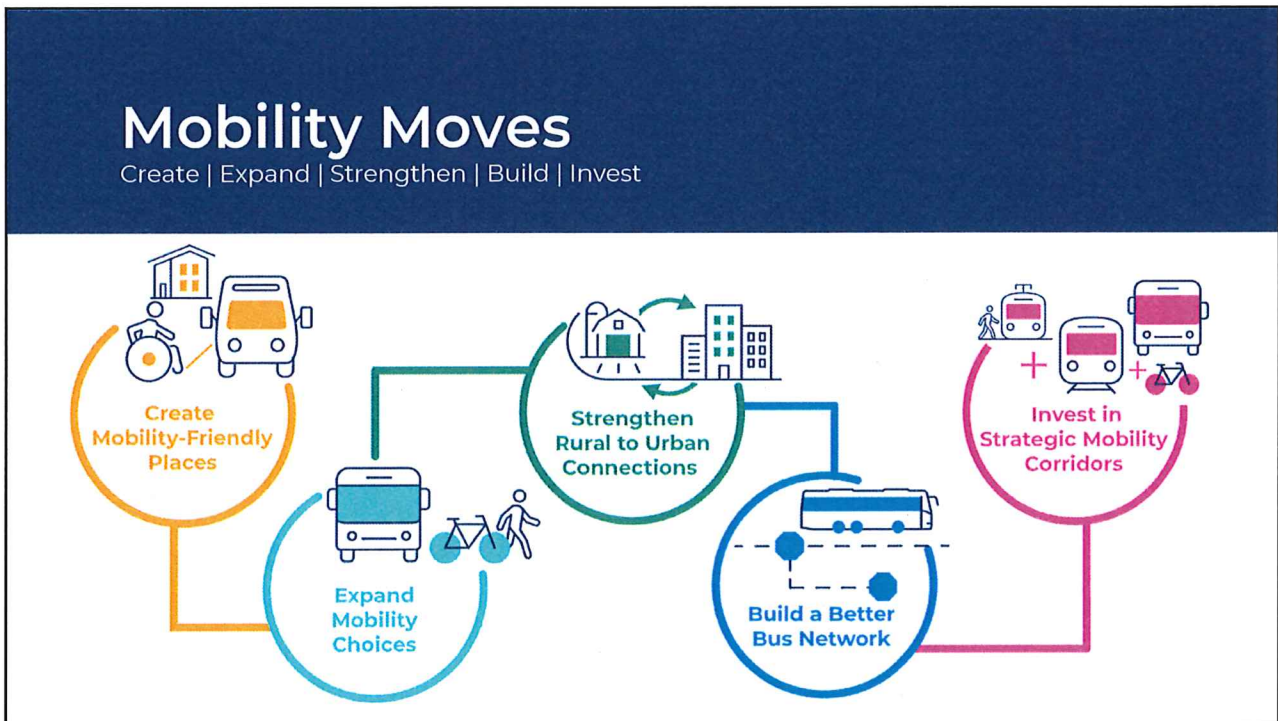 Mobility Moves
Create | Expand | Strengthen | Build | Invest
Create
Mobility-Friendly
Places
Expand
Mobility
Choices
Strengthen
Rural to Urban
Connections
Build a Better
Bus Network
Invest in
Strategic Mobility
Corridors